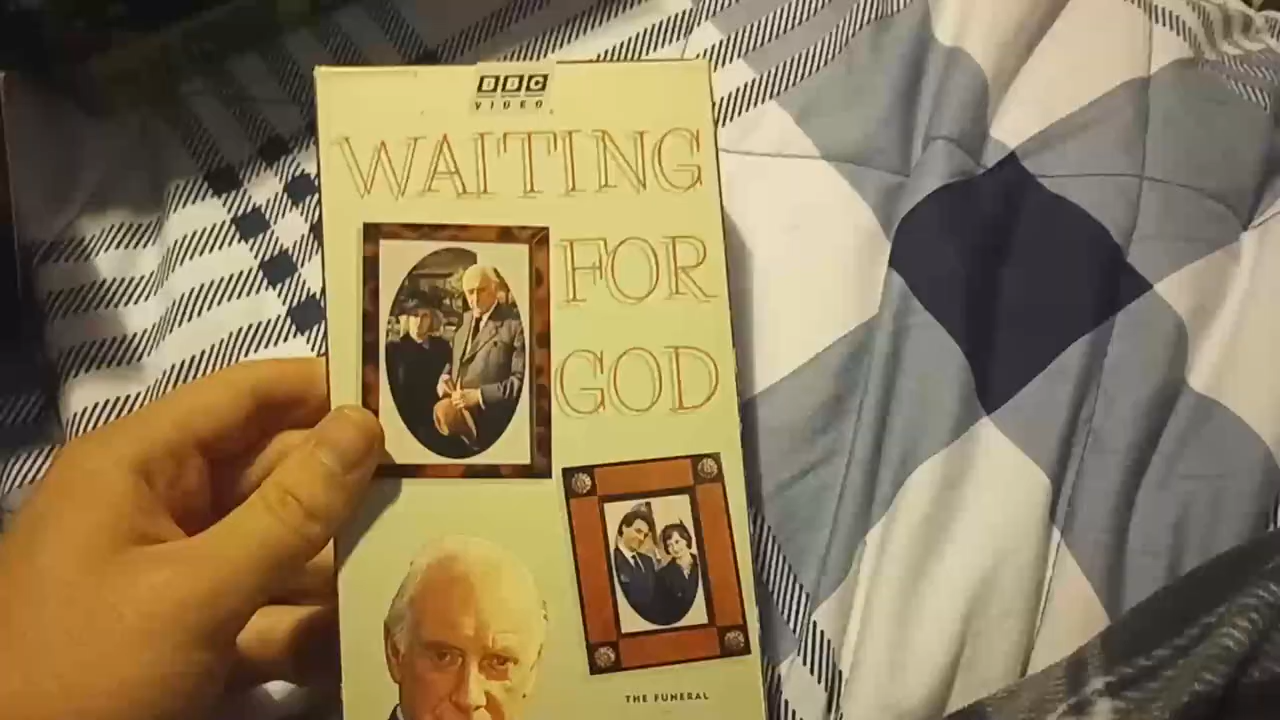 BBC
VIDEO
WAITING
FOR
GOD
THE FUNERAL